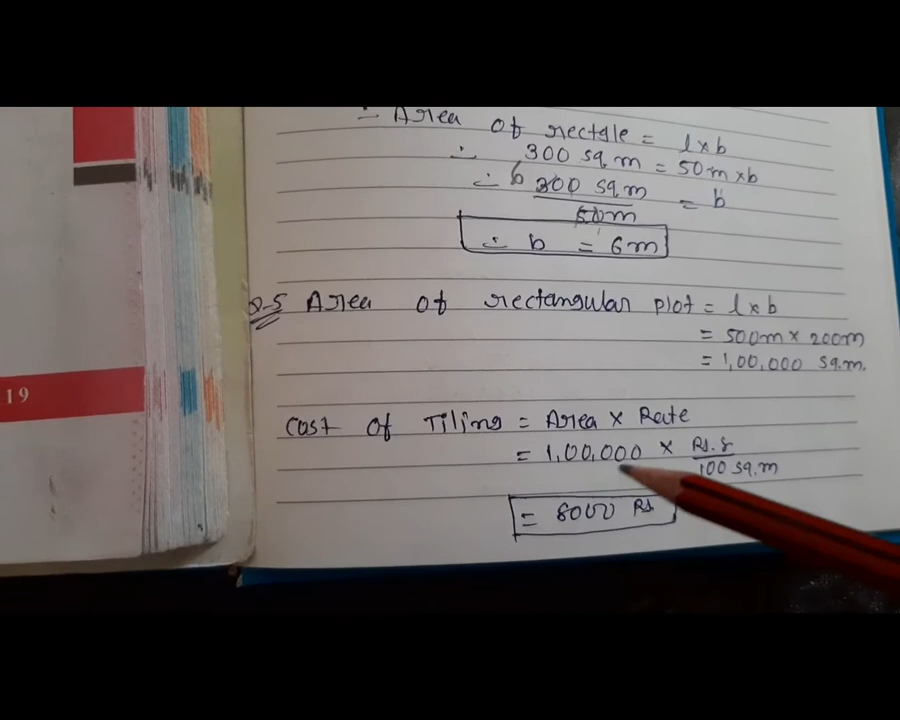 ∴ Area of rectgle = l × b
∴ 300 sq.m = 50m × b
∴ 6 300 sq.m = b
50m
∴ b = 6m
Q-5 Area of rectangular plot = l × b
= 500m × 200m
= 1,00,000 sq.m.
19
Cost of Tiling = Area × Rate
= 1,00,000 × Rs. 8
100 sq.m
= 8000 Rs.